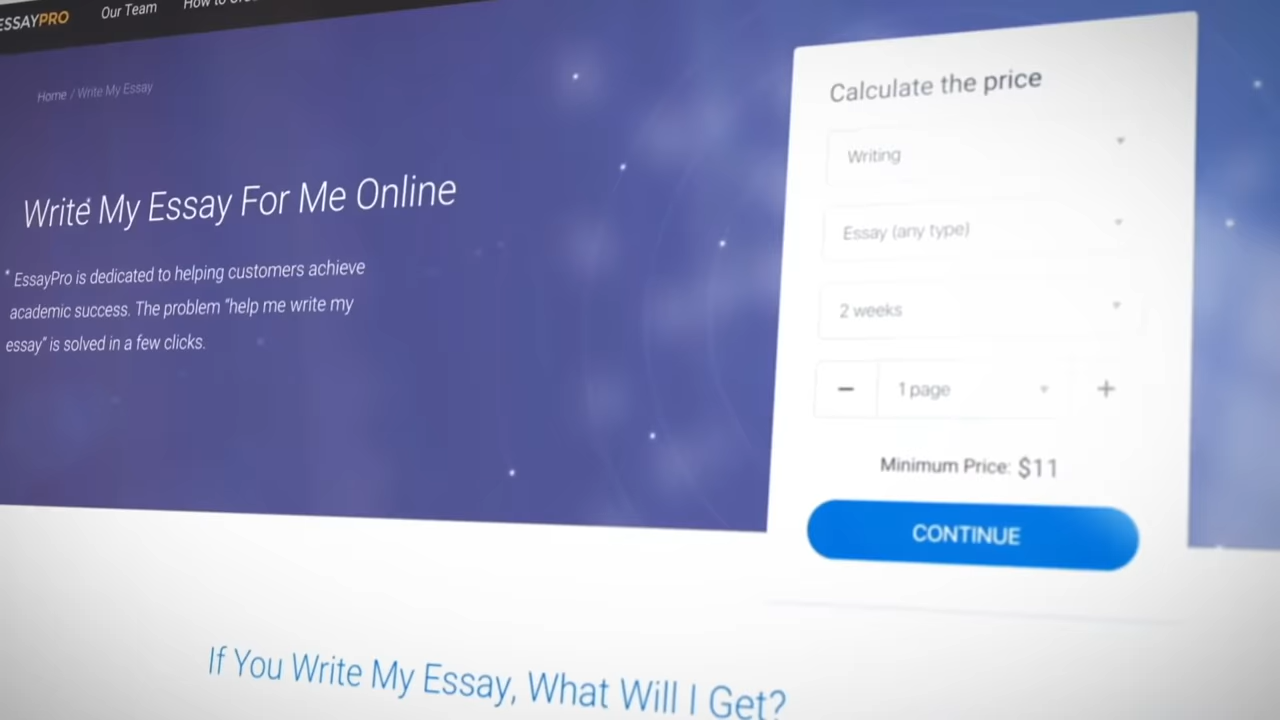 ESSAYPRO
Our Team
How to
Home / Write My Essay
Write My Essay For Me Online
* EssayPro is dedicated to helping customers achieve
academic success. The problem "help me write my
essay" is solved in a few clicks.
Calculate the price
Writing
Essay (any type)
2 weeks
− 1 page +
Minimum Price: $11
CONTINUE
If You Write My Essay, What Will I Get?